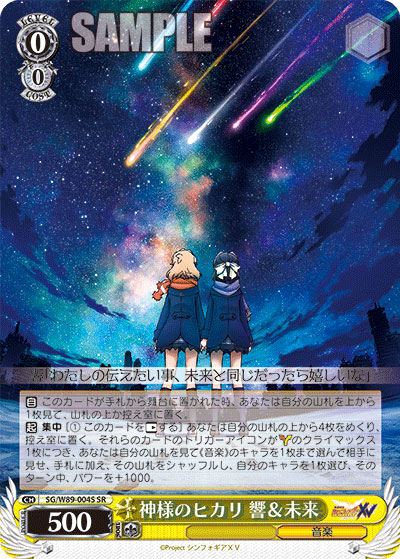 LEVEL
0
0
COST
SAMPLE
「わたしの伝えたい事、未来と同じだったら嬉しいな」
自 このカードが手札から舞台に置かれた時、あなたは自分の山札を上から
1枚見て、山札の上か控え室に置く。
起 集中 ［① このカードを する］ あなたは自分の山札の上から4枚をめくり、
控え室に置く。それらのカードのトリガーアイコンが のクライマックス
1枚につき、あなたは自分の山札を見て《音楽》のキャラを1枚まで選んで相手に
見せ、手札に加え、その山札をシャッフルし、自分のキャラを1枚選び、そのター
ン中、パワーを＋1000。
CH SG/W89-004S SR
500
神様のヒカリ 響＆未来
XV
音楽
©Project シンフォギアＸＶ